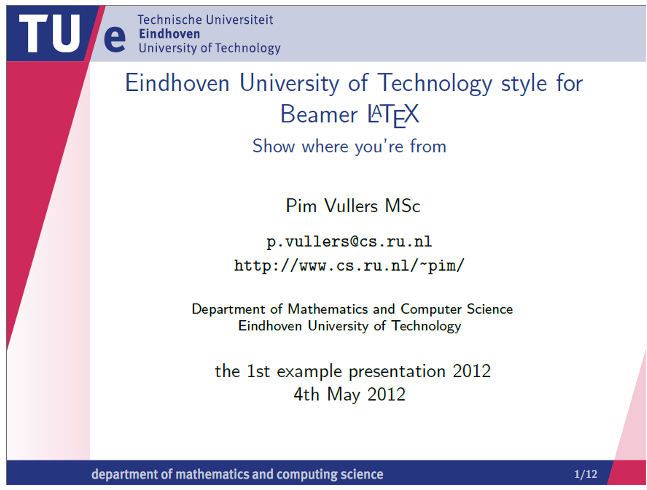 TU/e
Technische Universiteit
Eindhoven
University of Technology
Eindhoven University of Technology style for
Beamer LATEX
Show where you're from
Pim Vullers MSc
p.vullers@cs.ru.nl
http://www.cs.ru.nl/~pim/
Department of Mathematics and Computer Science
Eindhoven University of Technology
the 1st example presentation 2012
4th May 2012
department of mathematics and computing science
1/12